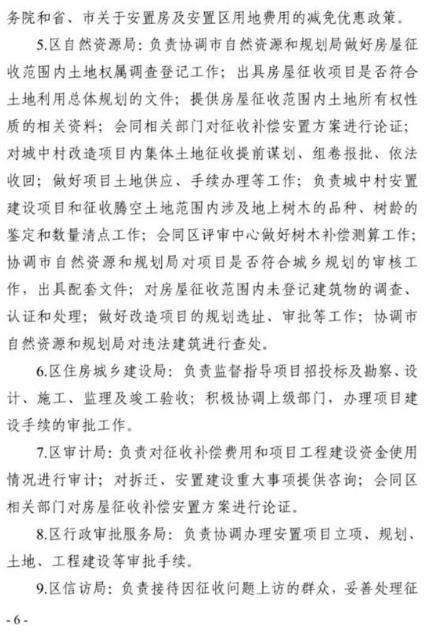 务院和省、市关于安置房及安置区用地费用的减免优惠政策。
5.区自然资源局：负责协调市自然资源和规划局做好房屋征
收范围内土地权属调查登记工作；出具房屋征收项目是否符合
土地利用总体规划的文件；提供房屋征收范围内土地所有权性
质的相关资料；会同相关部门对征收补偿安置方案进行论证；
对城中村改造项目内集体土地征收提前谋划、组卷报批、依法
收回；做好项目土地供应、手续办理等工作；负责城中村安置
建设项目和征收腾空土地范围内涉及地上树木的品种、树龄的
鉴定和数量清点工作；会同区评审中心做好树木补偿测算工作；
协调市自然资源和规划局对项目是否符合城乡规划的审核工
作，出具配套文件；对房屋征收范围内未登记建筑物的调查、
认证和处理；做好改造项目的规划选址、审批等工作；协调市
自然资源和规划局对违法建筑进行查处。
6.区住房城乡建设局：负责监督指导项目招投标及勘察、设
计、施工、监理及竣工验收；积极协调上级部门，办理项目建
设手续的审批工作。
7.区审计局：负责对征收补偿费用和项目工程建设资金使用
情况进行审计；对拆迁、安置建设重大事项提供咨询；会同区
相关部门对房屋征收补偿安置方案进行论证。
8.区行政审批服务局：负责协调办理安置项目立项、规划、
土地、工程建设等审批手续。
9.区信访局：负责接待因征收问题上访的群众，妥善处理征
- 6 -